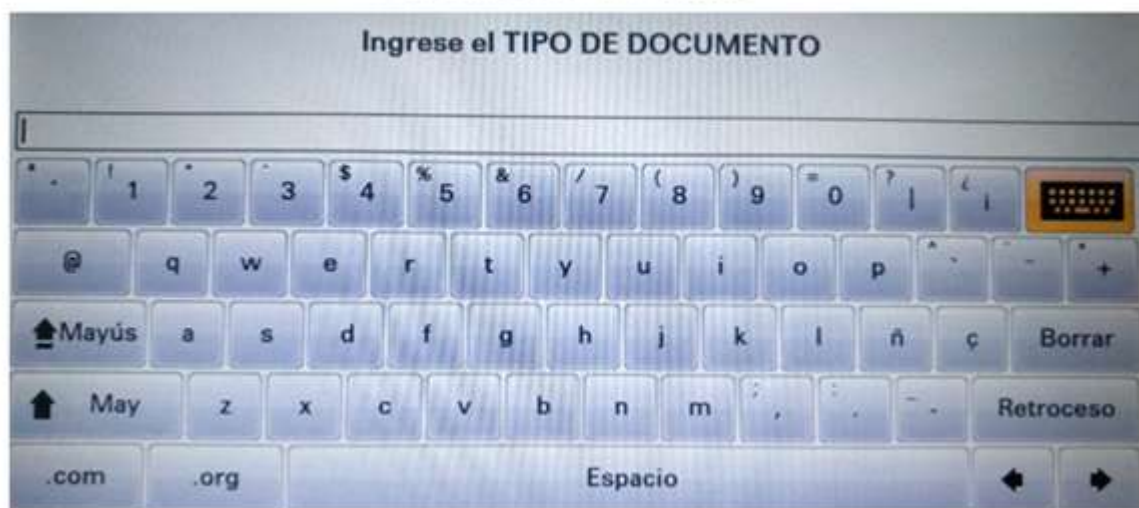 Ingrese el TIPO DE DOCUMENTO
! 1 2 3 $ 4 % 5 & 6 / 7 ( 8 ) 9 = 0 ? ¿ ¡
@ q w e r t y u i o p ^ ` +
Mayús a s d f g h j k l ñ ç Borrar
May z x c v b n m ; , : . - Retroceso
.com .org Espacio